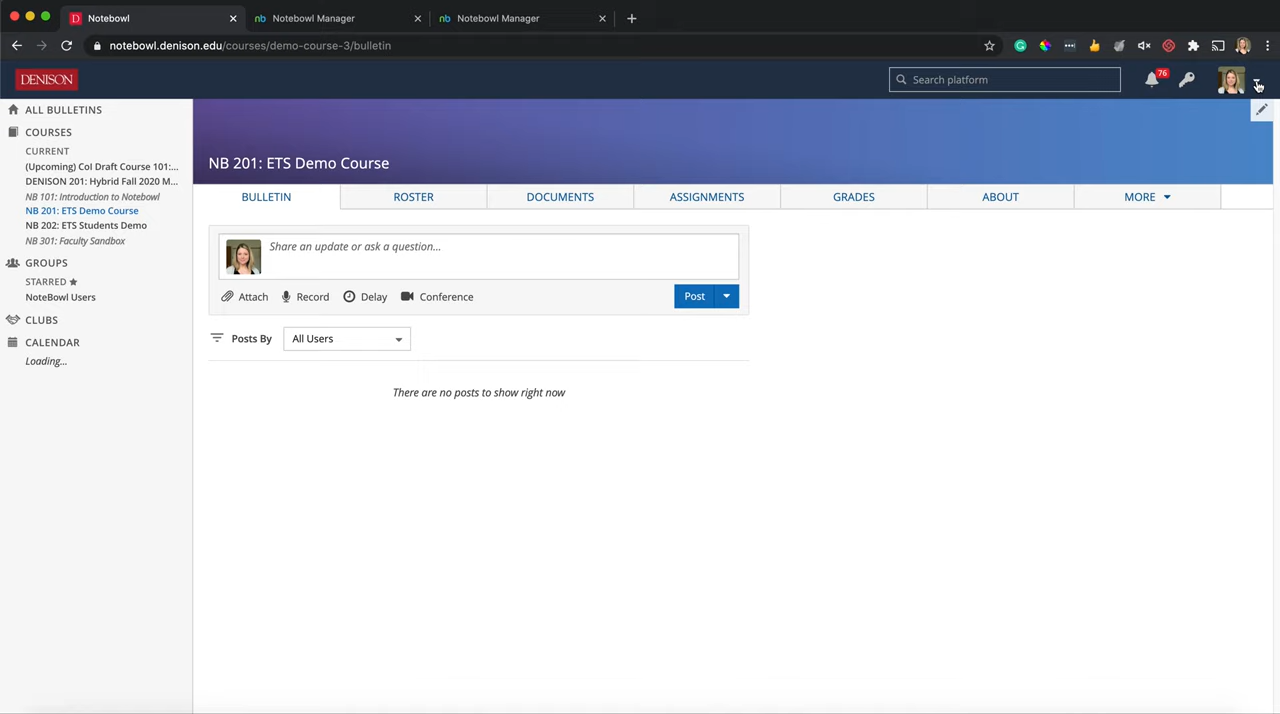 Notebowl
Notebowl Manager
Notebowl Manager
notebowl.denison.edu/courses/demo-course-3/bulletin
DENISON
Search platform
76
ALL BULLETINS
COURSES
CURRENT
(Upcoming) CoI Draft Course 101:...
DENISON 201: Hybrid Fall 2020 M...
NB 101: Introduction to Notebowl
NB 201: ETS Demo Course
NB 202: ETS Students Demo
NB 301: Faculty Sandbox
GROUPS
STARRED
NoteBowl Users
CLUBS
CALENDAR
Loading...
NB 201: ETS Demo Course
BULLETIN ROSTER DOCUMENTS ASSIGNMENTS GRADES ABOUT MORE
Share an update or ask a question...
Attach Record Delay Conference Post
Posts By All Users
There are no posts to show right now